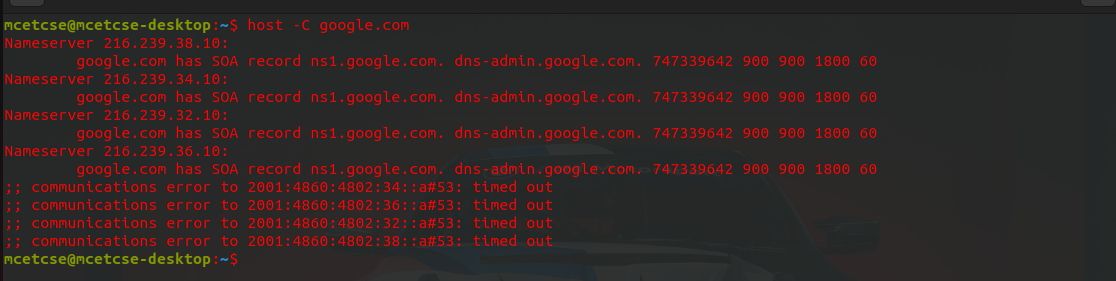 mcetcse@mcetcse-desktop:~$ host -C google.com
Nameserver 216.239.38.10:
        google.com has SOA record ns1.google.com. dns-admin.google.com. 747339642 900 900 1800 60
Nameserver 216.239.34.10:
        google.com has SOA record ns1.google.com. dns-admin.google.com. 747339642 900 900 1800 60
Nameserver 216.239.32.10:
        google.com has SOA record ns1.google.com. dns-admin.google.com. 747339642 900 900 1800 60
Nameserver 216.239.36.10:
        google.com has SOA record ns1.google.com. dns-admin.google.com. 747339642 900 900 1800 60
;; communications error to 2001:4860:4802:34::a#53: timed out
;; communications error to 2001:4860:4802:36::a#53: timed out
;; communications error to 2001:4860:4802:32::a#53: timed out
;; communications error to 2001:4860:4802:38::a#53: timed out
mcetcse@mcetcse-desktop:~$